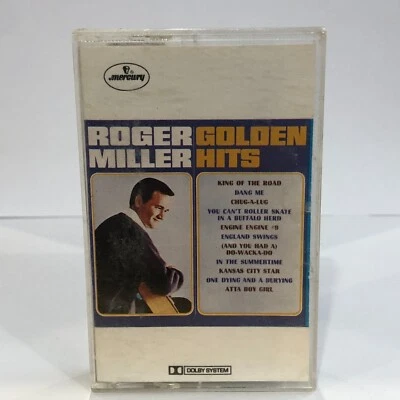 mercury
ROGER GOLDEN
MILLER HITS
KING OF THE ROAD
DANG ME
CHUG-A-LUG
YOU CAN'T ROLLER SKATE
IN A BUFFALO HERD
ENGINE ENGINE #9
ENGLAND SWINGS
(AND YOU HAD A)
DO-WACKA-DO
IN THE SUMMERTIME
KANSAS CITY STAR
ONE DYING AND A BURYING
ATTA BOY GIRL
DOLBY SYSTEM